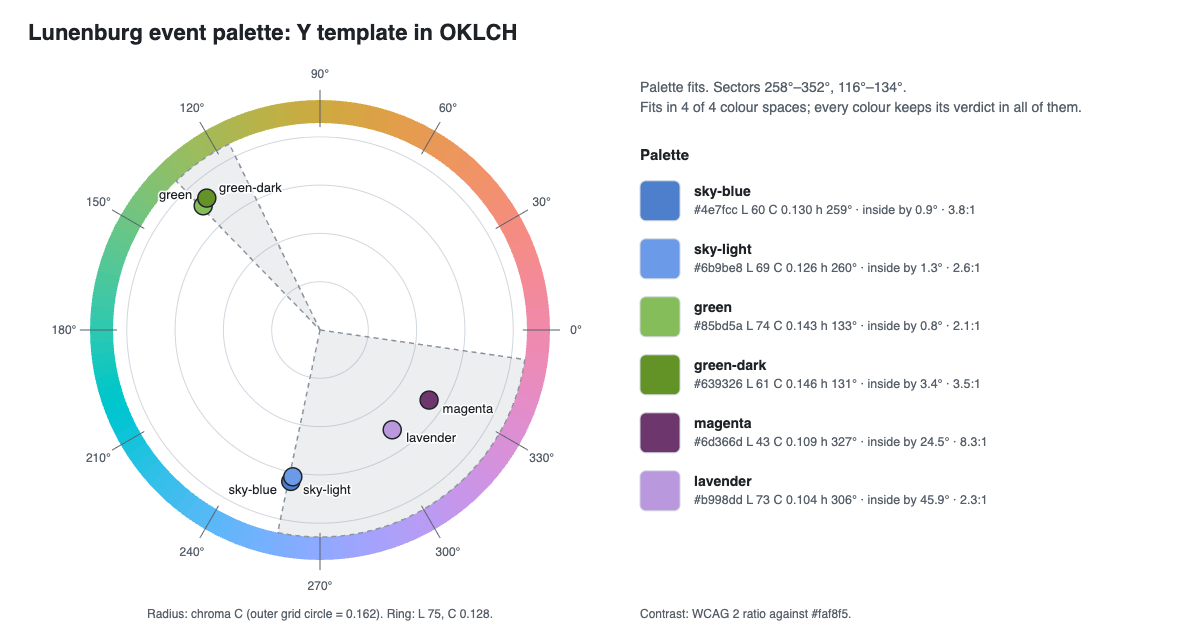 Lunenburg event palette: Y template in OKLCH
90°
120°
60°
150°
30°
180°
0°
210°
330°
240°
300°
270°
green
green-dark
magenta
lavender
sky-blue
sky-light
Radius: chroma C (outer grid circle = 0.162). Ring: L 75, C 0.128.
Palette fits. Sectors 258°–352°, 116°–134°.
Fits in 4 of 4 colour spaces; every colour keeps its verdict in all of them.
Palette
sky-blue
#4e7fcc L 60 C 0.130 h 259° · inside by 0.9° · 3.8:1
sky-light
#6b9be8 L 69 C 0.126 h 260° · inside by 1.3° · 2.6:1
green
#85bd5a L 74 C 0.143 h 133° · inside by 0.8° · 2.1:1
green-dark
#639326 L 61 C 0.146 h 131° · inside by 3.4° · 3.5:1
magenta
#6d366d L 43 C 0.109 h 327° · inside by 24.5° · 8.3:1
lavender
#b998dd L 73 C 0.104 h 306° · inside by 45.9° · 2.3:1
Contrast: WCAG 2 ratio against #faf8f5.